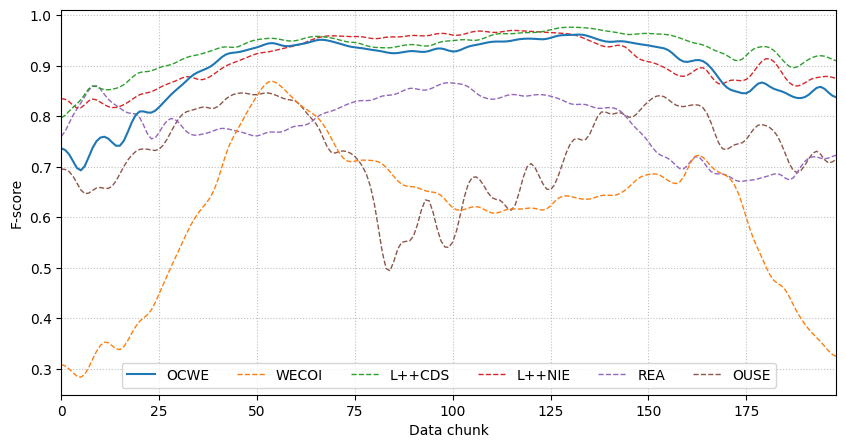 1.0
0.9
0.8
0.7
0.6
0.5
0.4
0.3
F-score
OCWE WECOI L++CDS L++NIE REA OUSE
0 25 50 75 100 125 150 175
Data chunk